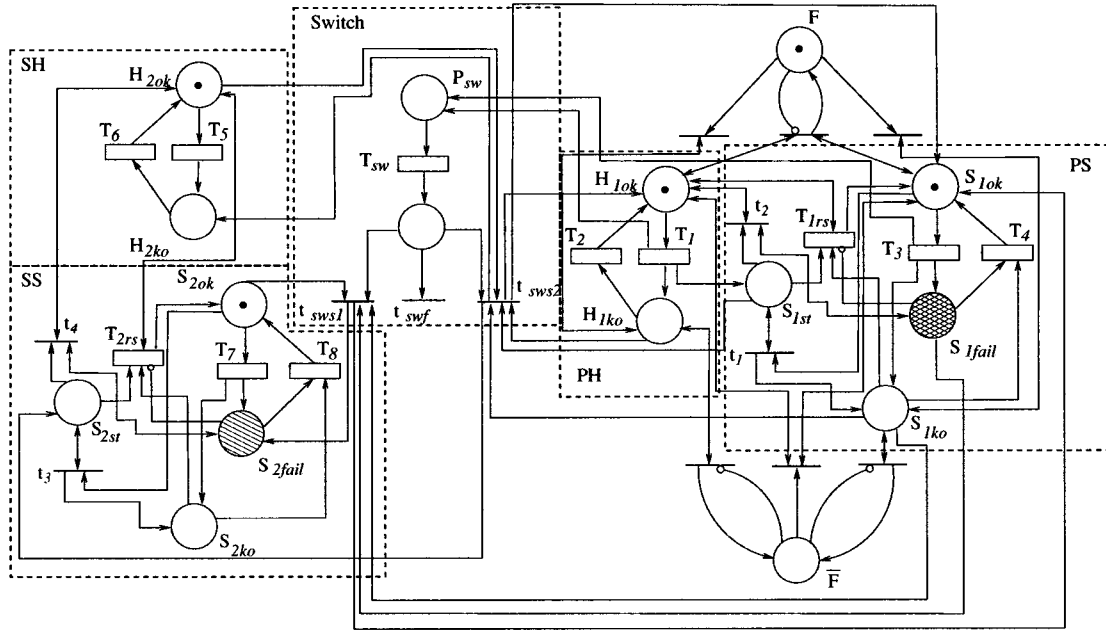 Switch
F
SH
H2ok
Psw
T6
T5
Tsw
PS
H1ok
S1ok
t2
T1rs
T2
T1
T3
T4
H2ko
SS
S2ok
tsws1
tswf
tsws2
H1ko
S1st
S1fail
t4
T2rs
T7
T8
t1
PH
S2st
S2fail
S1ko
t3
S2ko
F̅